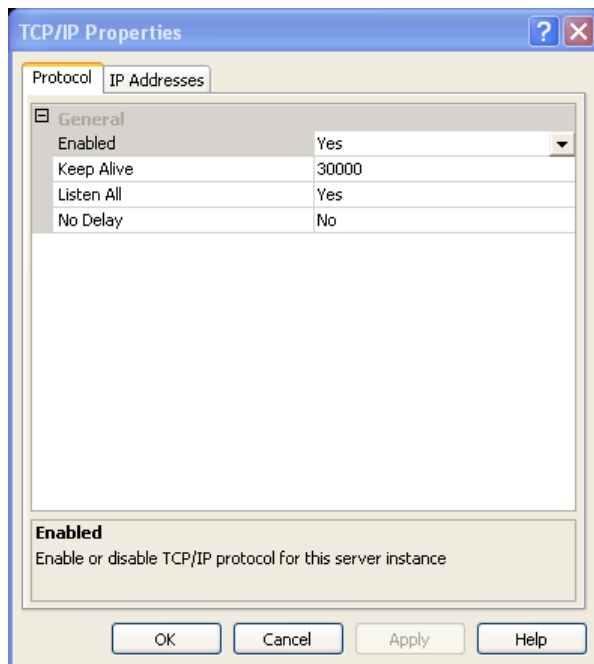 TCP/IP Properties
Protocol IP Addresses
General
Enabled Yes
Keep Alive 30000
Listen All Yes
No Delay No
Enabled
Enable or disable TCP/IP protocol for this server instance
OK Cancel Apply Help